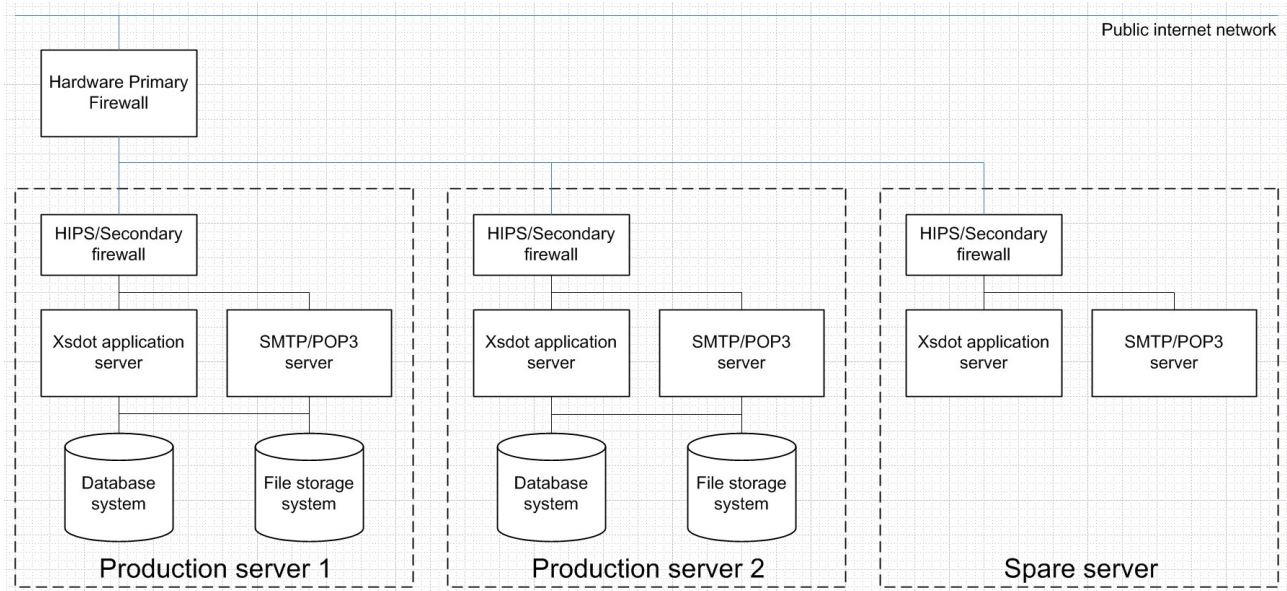 Public internet network
Hardware Primary
Firewall
HIPS/Secondary
firewall
HIPS/Secondary
firewall
HIPS/Secondary
firewall
Xsdot application
server
SMTP/POP3
server
Xsdot application
server
SMTP/POP3
server
Xsdot application
server
SMTP/POP3
server
Database
system
File storage
system
Database
system
File storage
system
Production server 1
Production server 2
Spare server